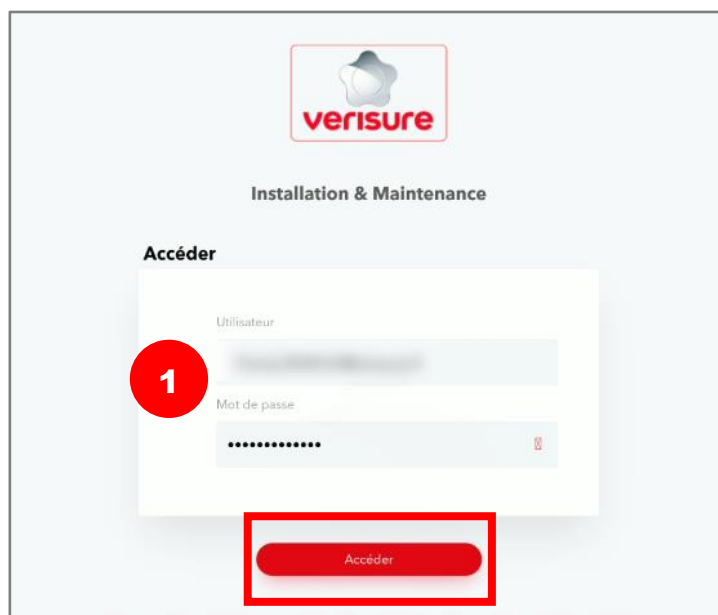 verisure
Installation & Maintenance
Accéder
Utilisateur
1
Mot de passe
•••••••••••••
Accéder